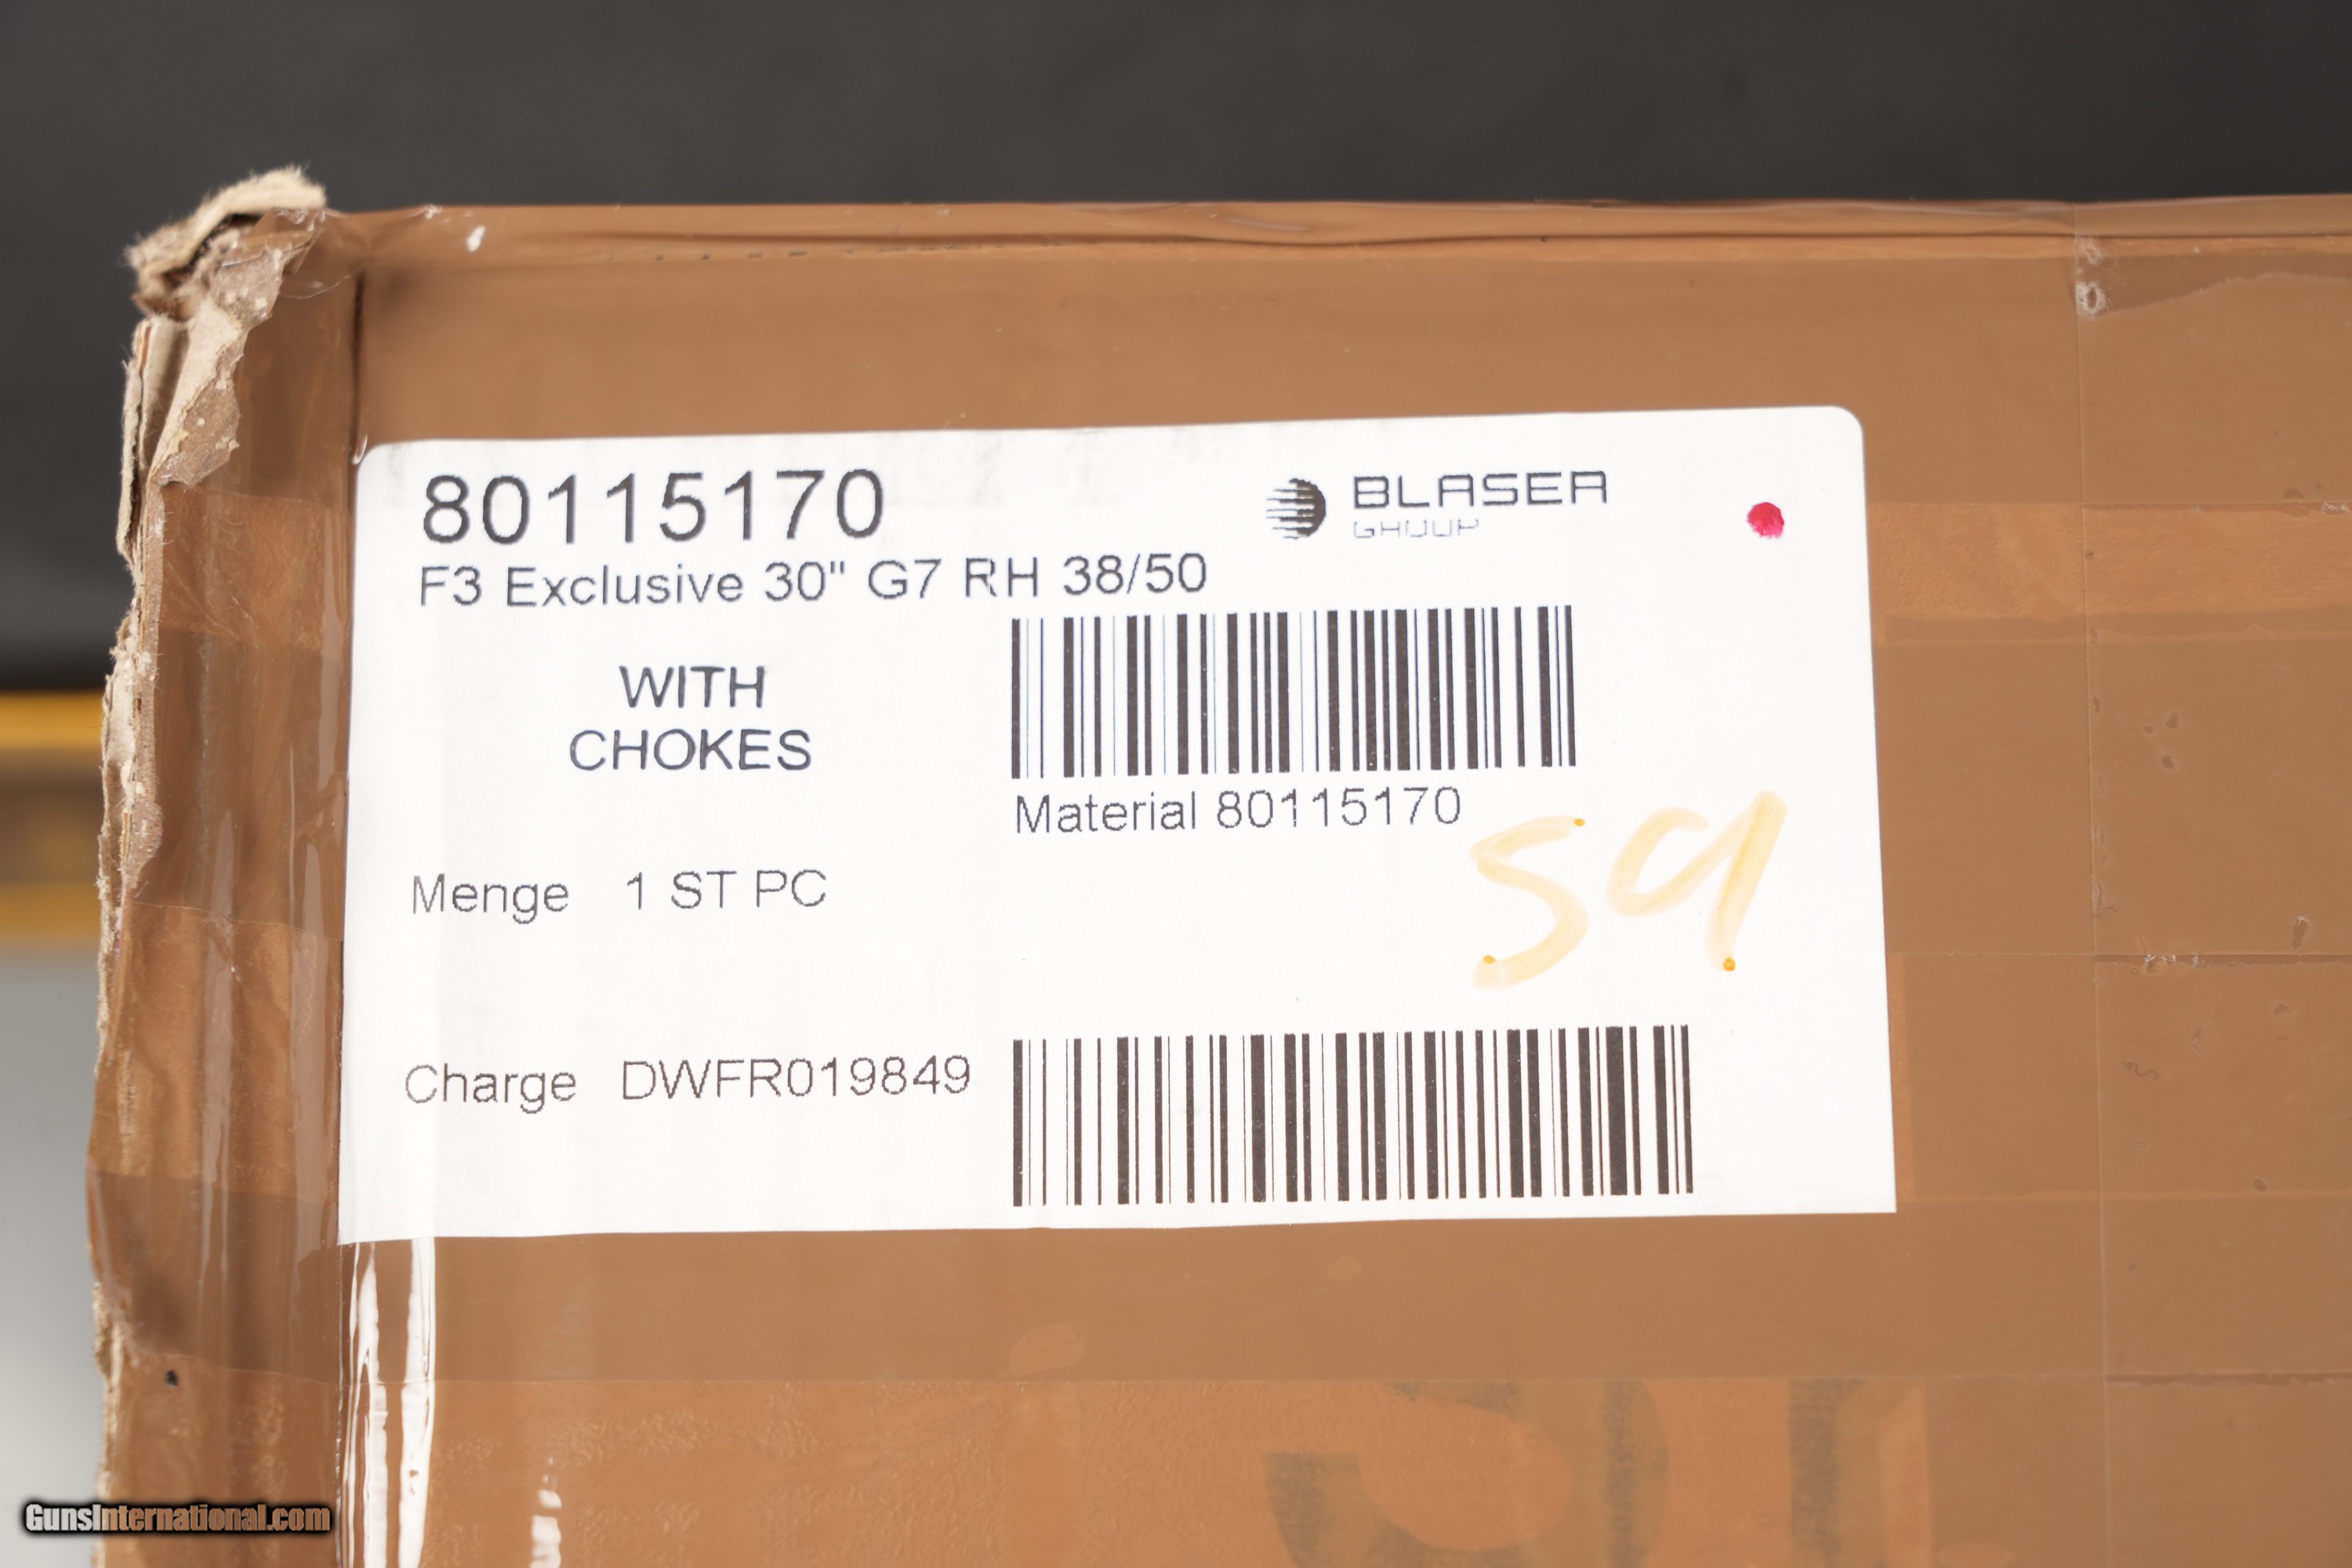 80115170
BLASER
GROUP
F3 Exclusive 30" G7 RH 38/50
WITH
CHOKES
Material 80115170
59
Menge 1 ST PC
Charge DWFR019849
GunsInternational.com